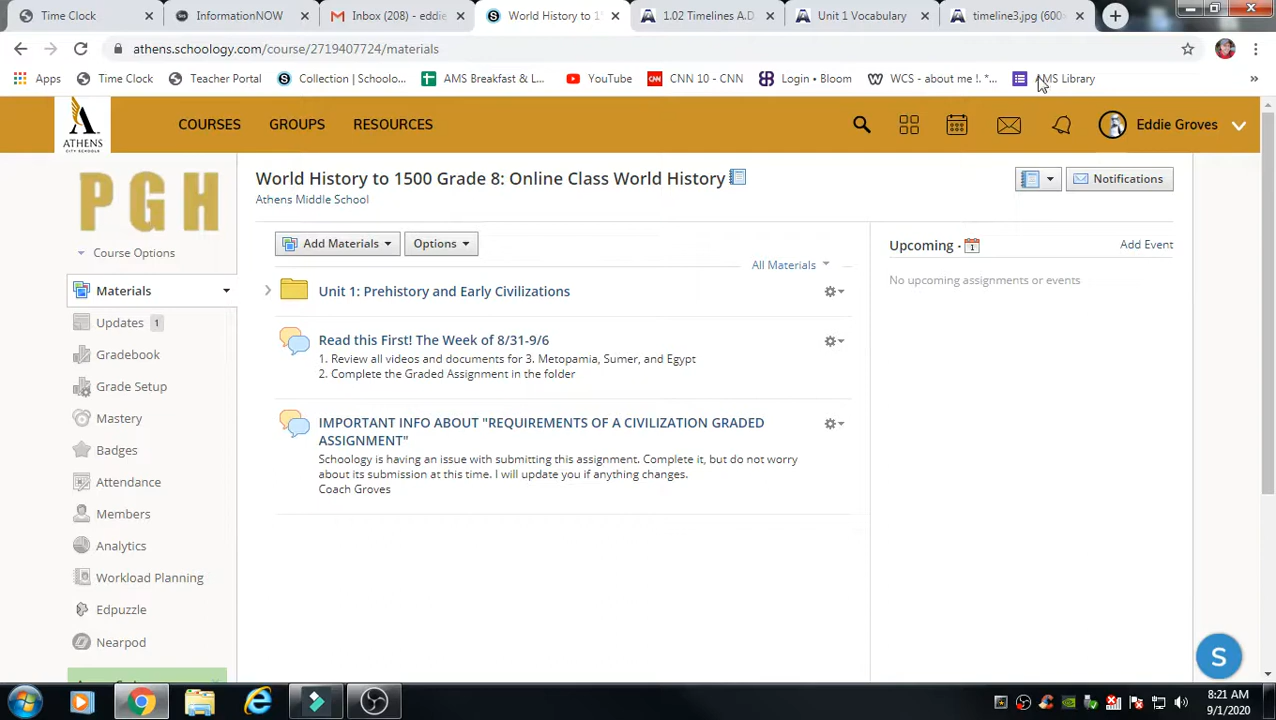 Time Clock
InformationNOW
Inbox (208) - eddie
World History to 1
1.02 Timelines A.D
Unit 1 Vocabulary
timeline3.jpg (600
athens.schoology.com/course/2719407724/materials
Apps
Time Clock
Teacher Portal
Collection | Schoolo...
AMS Breakfast & L...
YouTube
CNN 10 - CNN
Login • Bloom
WCS - about me !. *...
AMS Library
»
ATHENS
CITY SCHOOLS
COURSES
GROUPS
RESOURCES
Eddie Groves
PGH
Course Options
Materials
Updates 1
Gradebook
Grade Setup
Mastery
Badges
Attendance
Members
Analytics
Workload Planning
Edpuzzle
Nearpod
World History to 1500 Grade 8: Online Class World History
Athens Middle School
Notifications
Add Materials
Options
All Materials
Unit 1: Prehistory and Early Civilizations
Read this First! The Week of 8/31-9/6
1. Review all videos and documents for 3. Metopamia, Sumer, and Egypt
2. Complete the Graded Assignment in the folder
IMPORTANT INFO ABOUT "REQUIREMENTS OF A CIVILIZATION GRADED
ASSIGNMENT"
Schoology is having an issue with submitting this assignment. Complete it, but do not worry
about its submission at this time. I will update you if anything changes.
Coach Groves
Upcoming · 1
Add Event
No upcoming assignments or events
S
8:21 AM
9/1/2020